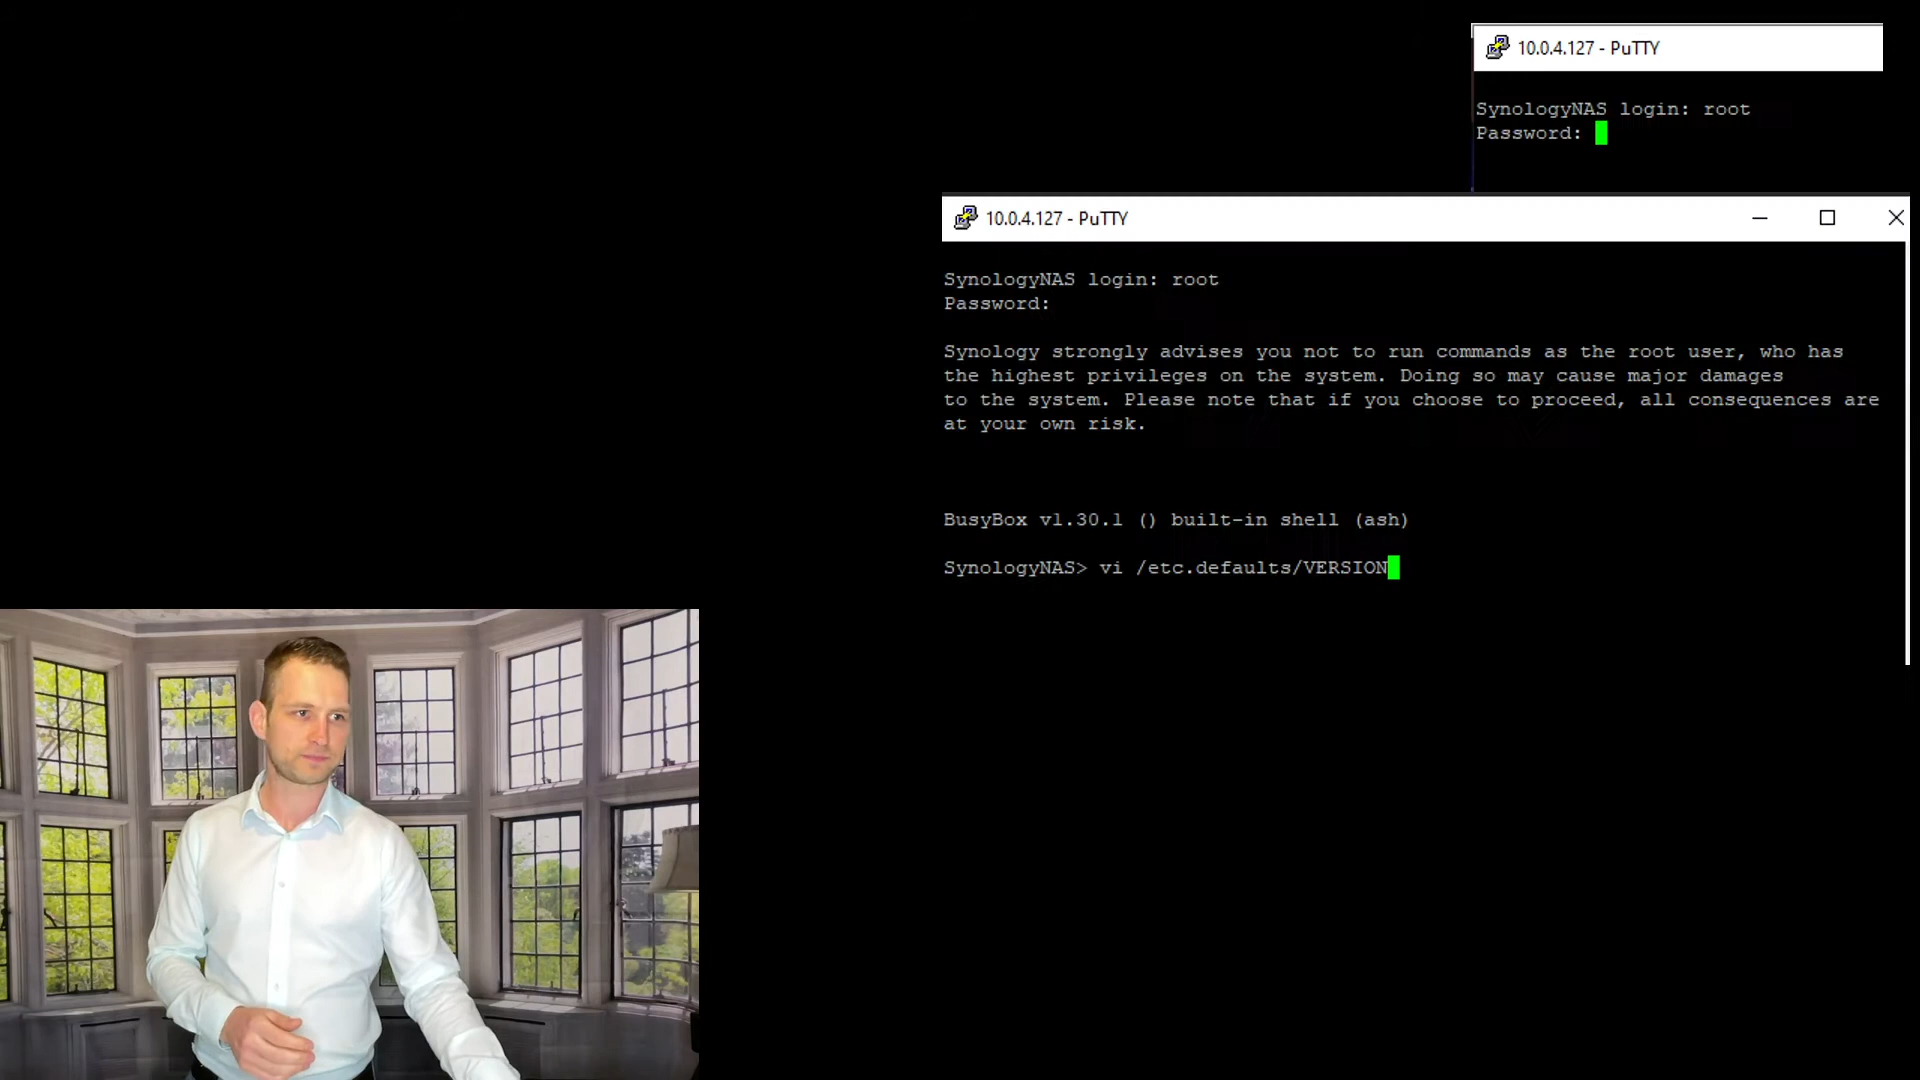 10.0.4.127 - PuTTY
SynologyNAS login: root
Password:
10.0.4.127 - PuTTY
SynologyNAS login: root
Password:
Synology strongly advises you not to run commands as the root user, who has
the highest privileges on the system. Doing so may cause major damages
to the system. Please note that if you choose to proceed, all consequences are
at your own risk.
BusyBox v1.30.1 () built-in shell (ash)
SynologyNAS> vi /etc.defaults/VERSION